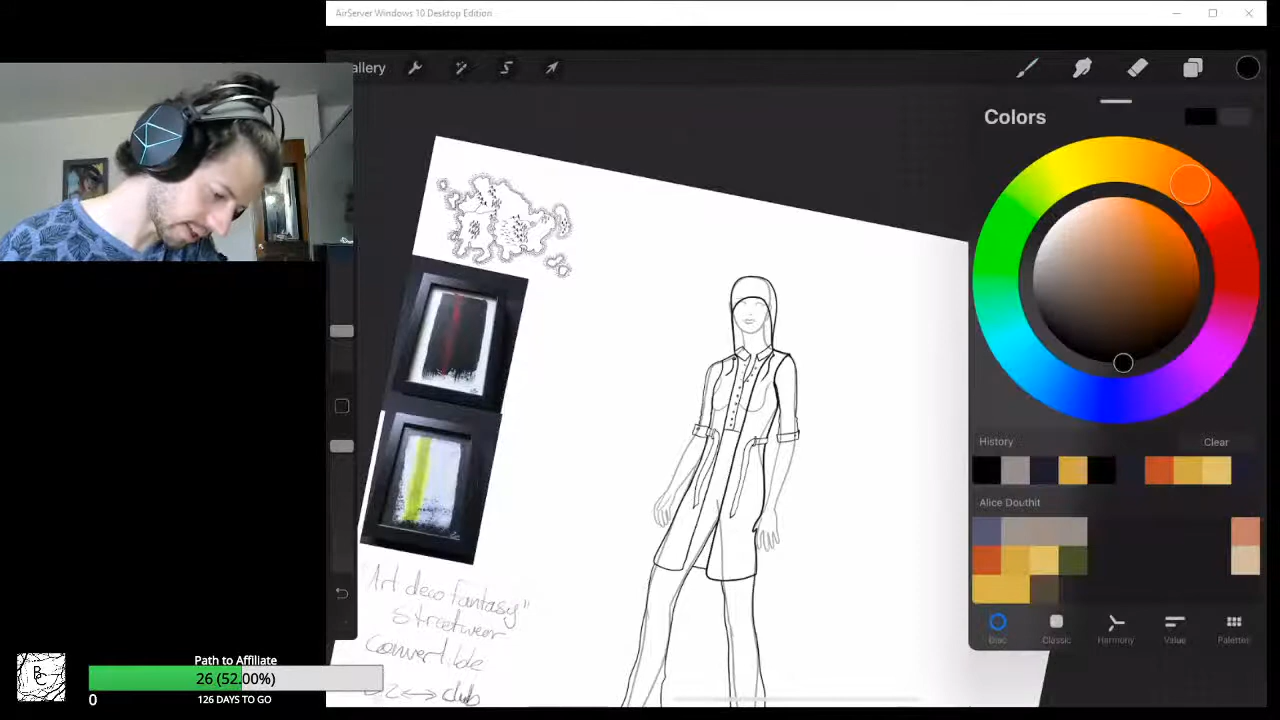 AirServer Windows 10 Desktop Edition
allery
Colors
History
Clear
Alice Douthit
Disc
Classic
Harmony
Value
Palettes
Art deco fantasy"
Streetwear
Convertible
club
Path to Affiliate
26 (52.00%)
0
126 DAYS TO GO